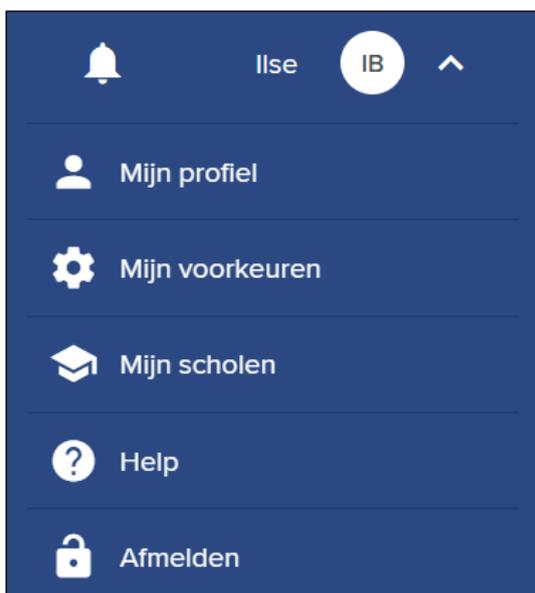 Ilse IB
Mijn profiel
Mijn voorkeuren
Mijn scholen
Help
Afmelden